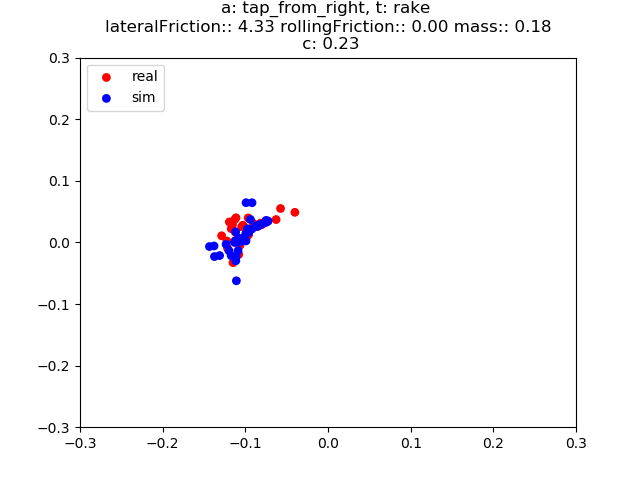 a: tap_from_right, t: rake
lateralFriction:: 4.33 rollingFriction:: 0.00 mass:: 0.18
c: 0.23
real
sim
0.3
0.2
0.1
0.0
−0.1
−0.2
−0.3
−0.3
−0.2
−0.1
0.0
0.1
0.2
0.3